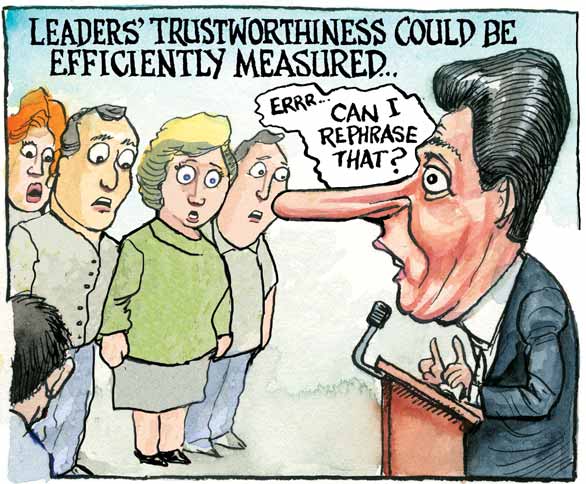 LEADERS' TRUSTWORTHINESS COULD BE
EFFICIENTLY MEASURED...
ERRR...
CAN I
REPHRASE
THAT?